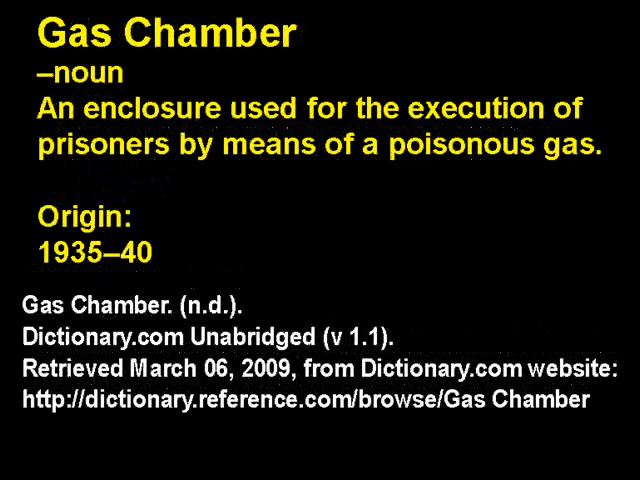 Gas Chamber
–noun
An enclosure used for the execution of
prisoners by means of a poisonous gas.
Origin:
1935–40
Gas Chamber. (n.d.).
Dictionary.com Unabridged (v 1.1).
Retrieved March 06, 2009, from Dictionary.com website:
http://dictionary.reference.com/browse/Gas Chamber